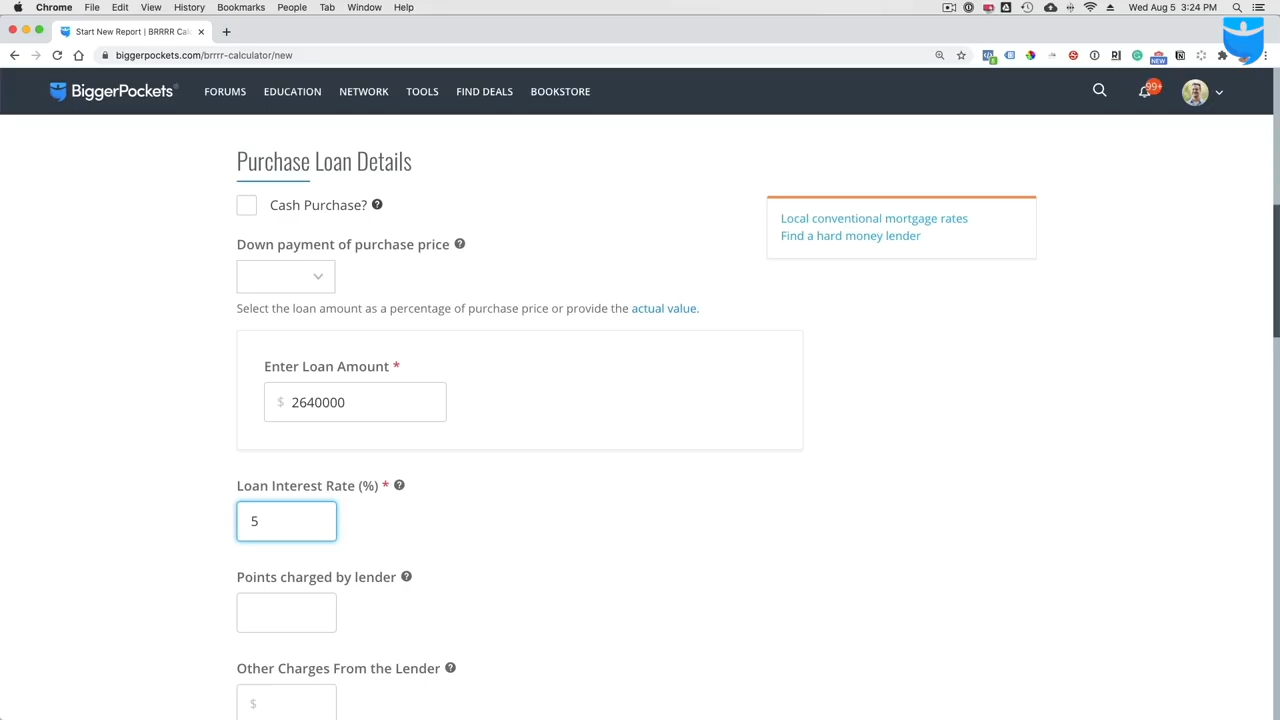 Chrome File Edit View History Bookmarks People Tab Window Help Wed Aug 5 3:24 PM
Start New Report | BRRRR Calc
biggerpockets.com/brrrr-calculator/new
NEW
BiggerPockets® FORUMS EDUCATION NETWORK TOOLS FIND DEALS BOOKSTORE 99+
Purchase Loan Details
Cash Purchase?
Local conventional mortgage rates
Find a hard money lender
Down payment of purchase price
Select the loan amount as a percentage of purchase price or provide the actual value.
Enter Loan Amount *
$ 2640000
Loan Interest Rate (%) *
5
Points charged by lender
Other Charges From the Lender
$